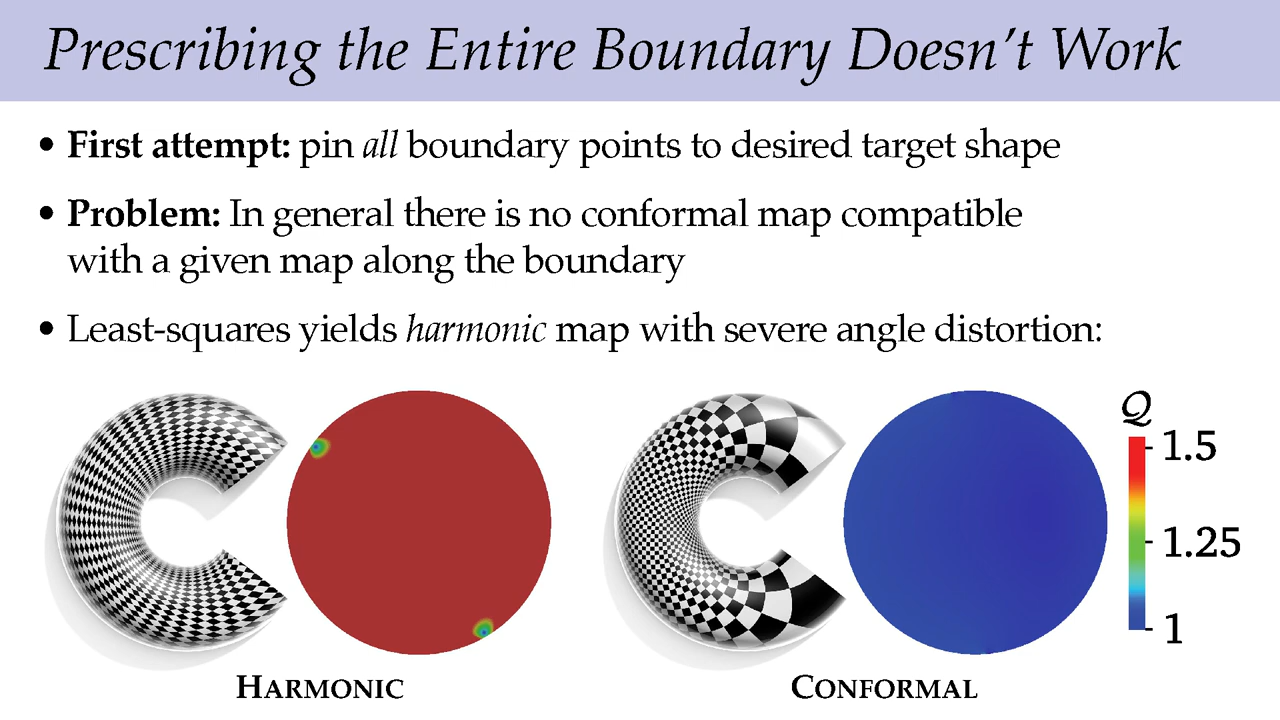 Prescribing the Entire Boundary Doesn't Work
• First attempt: pin all boundary points to desired target shape
• Problem: In general there is no conformal map compatible
with a given map along the boundary
• Least-squares yields harmonic map with severe angle distortion:
Q
1.5
1.25
1
HARMONIC
CONFORMAL